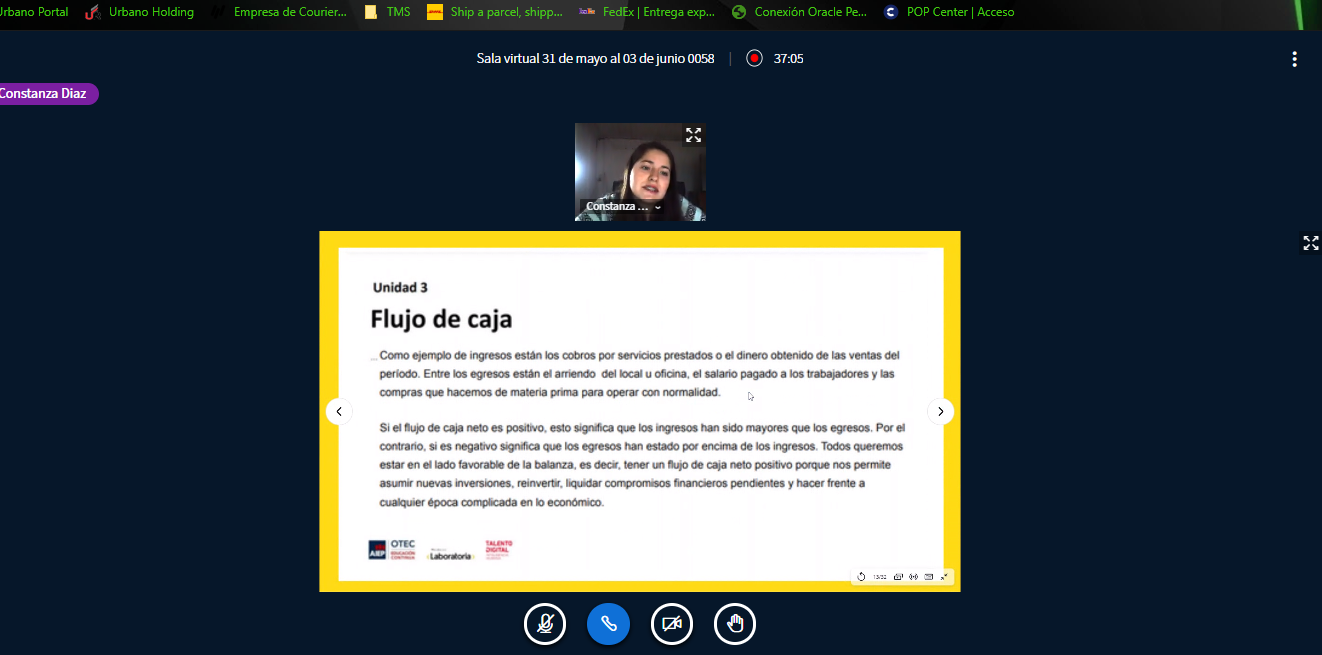 Urbano Portal
Urbano Holding
Empresa de Courier...
TMS
Ship a parcel, shipp...
FedEx | Entrega exp...
Conexión Oracle Pe...
POP Center | Acceso
Sala virtual 31 de mayo al 03 de junio 0058 | 37:05
Constanza Diaz
Constanza ...
Unidad 3
Flujo de caja
... Como ejemplo de ingresos están los cobros por servicios prestados o el dinero obtenido de las ventas del
período. Entre los egresos están el arriendo del local u oficina, el salario pagado a los trabajadores y las
compras que hacemos de materia prima para operar con normalidad.
Si el flujo de caja neto es positivo, esto significa que los ingresos han sido mayores que los egresos. Por el
contrario, si es negativo significa que los egresos han estado por encima de los ingresos. Todos queremos
estar en el lado favorable de la balanza, es decir, tener un flujo de caja neto positivo porque nos permite
asumir nuevas inversiones, reinvertir, liquidar compromisos financieros pendientes y hacer frente a
cualquier época complicada en lo económico.
AIEP
OTEC
EDUCACIÓN
CONTINUA
Laboratoria
TALENTO
DIGITAL
13/32